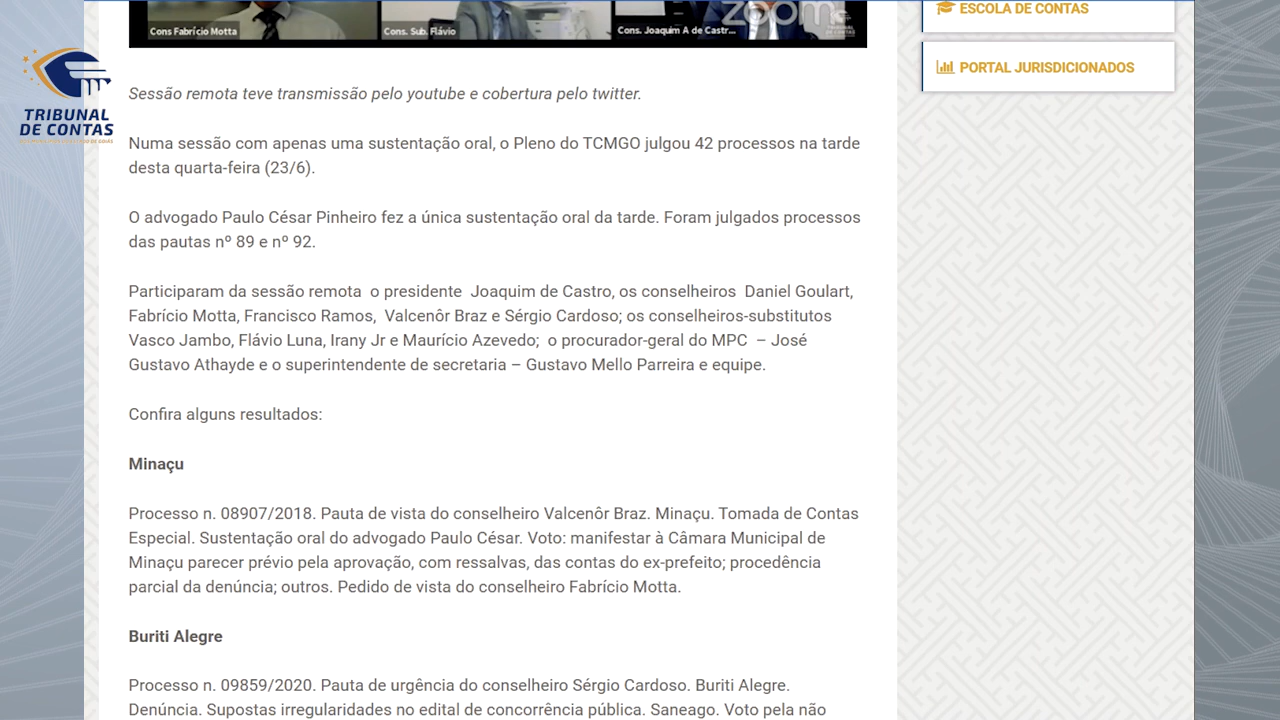 Cons Fabrício Motta
Cons. Sub. Flávio
Cons. Joaquim A de Castr...
zoom
ESCOLA DE CONTAS
PORTAL JURISDICIONADOS
TRIBUNAL
DE CONTAS
Sessão remota teve transmissão pelo youtube e cobertura pelo twitter.
Numa sessão com apenas uma sustentação oral, o Pleno do TCMGO julgou 42 processos na tarde
desta quarta-feira (23/6).
O advogado Paulo César Pinheiro fez a única sustentação oral da tarde. Foram julgados processos
das pautas nº 89 e nº 92.
Participaram da sessão remota  o presidente  Joaquim de Castro, os conselheiros  Daniel Goulart,
Fabrício Motta, Francisco Ramos,  Valcenôr Braz e Sérgio Cardoso; os conselheiros-substitutos
Vasco Jambo, Flávio Luna, Irany Jr e Maurício Azevedo;  o procurador-geral do MPC  – José
Gustavo Athayde e o superintendente de secretaria – Gustavo Mello Parreira e equipe.
Confira alguns resultados:
Minaçu
Processo n. 08907/2018. Pauta de vista do conselheiro Valcenôr Braz. Minaçu. Tomada de Contas
Especial. Sustentação oral do advogado Paulo César. Voto: manifestar à Câmara Municipal de
Minaçu parecer prévio pela aprovação, com ressalvas, das contas do ex-prefeito; procedência
parcial da denúncia; outros. Pedido de vista do conselheiro Fabrício Motta.
Buriti Alegre
Processo n. 09859/2020. Pauta de urgência do conselheiro Sérgio Cardoso. Buriti Alegre.
Denúncia. Supostas irregularidades no edital de concorrência pública. Saneago. Voto pela não